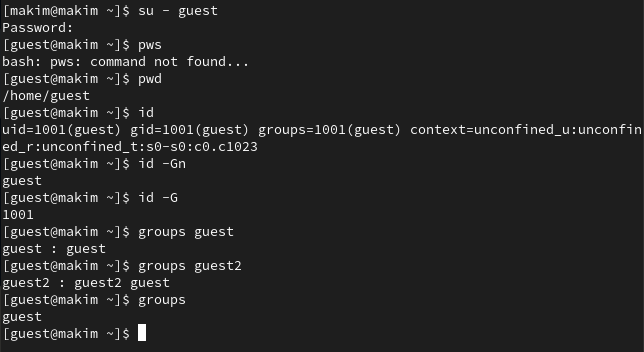 [makim@makim ~]$ su - guest
Password:
[guest@makim ~]$ pws
bash: pws: command not found...
[guest@makim ~]$ pwd
/home/guest
[guest@makim ~]$ id
uid=1001(guest) gid=1001(guest) groups=1001(guest) context=unconfined_u:unconfin
ed_r:unconfined_t:s0-s0:c0.c1023
[guest@makim ~]$ id -Gn
guest
[guest@makim ~]$ id -G
1001
[guest@makim ~]$ groups guest
guest : guest
[guest@makim ~]$ groups guest2
guest2 : guest2 guest
[guest@makim ~]$ groups
guest
[guest@makim ~]$